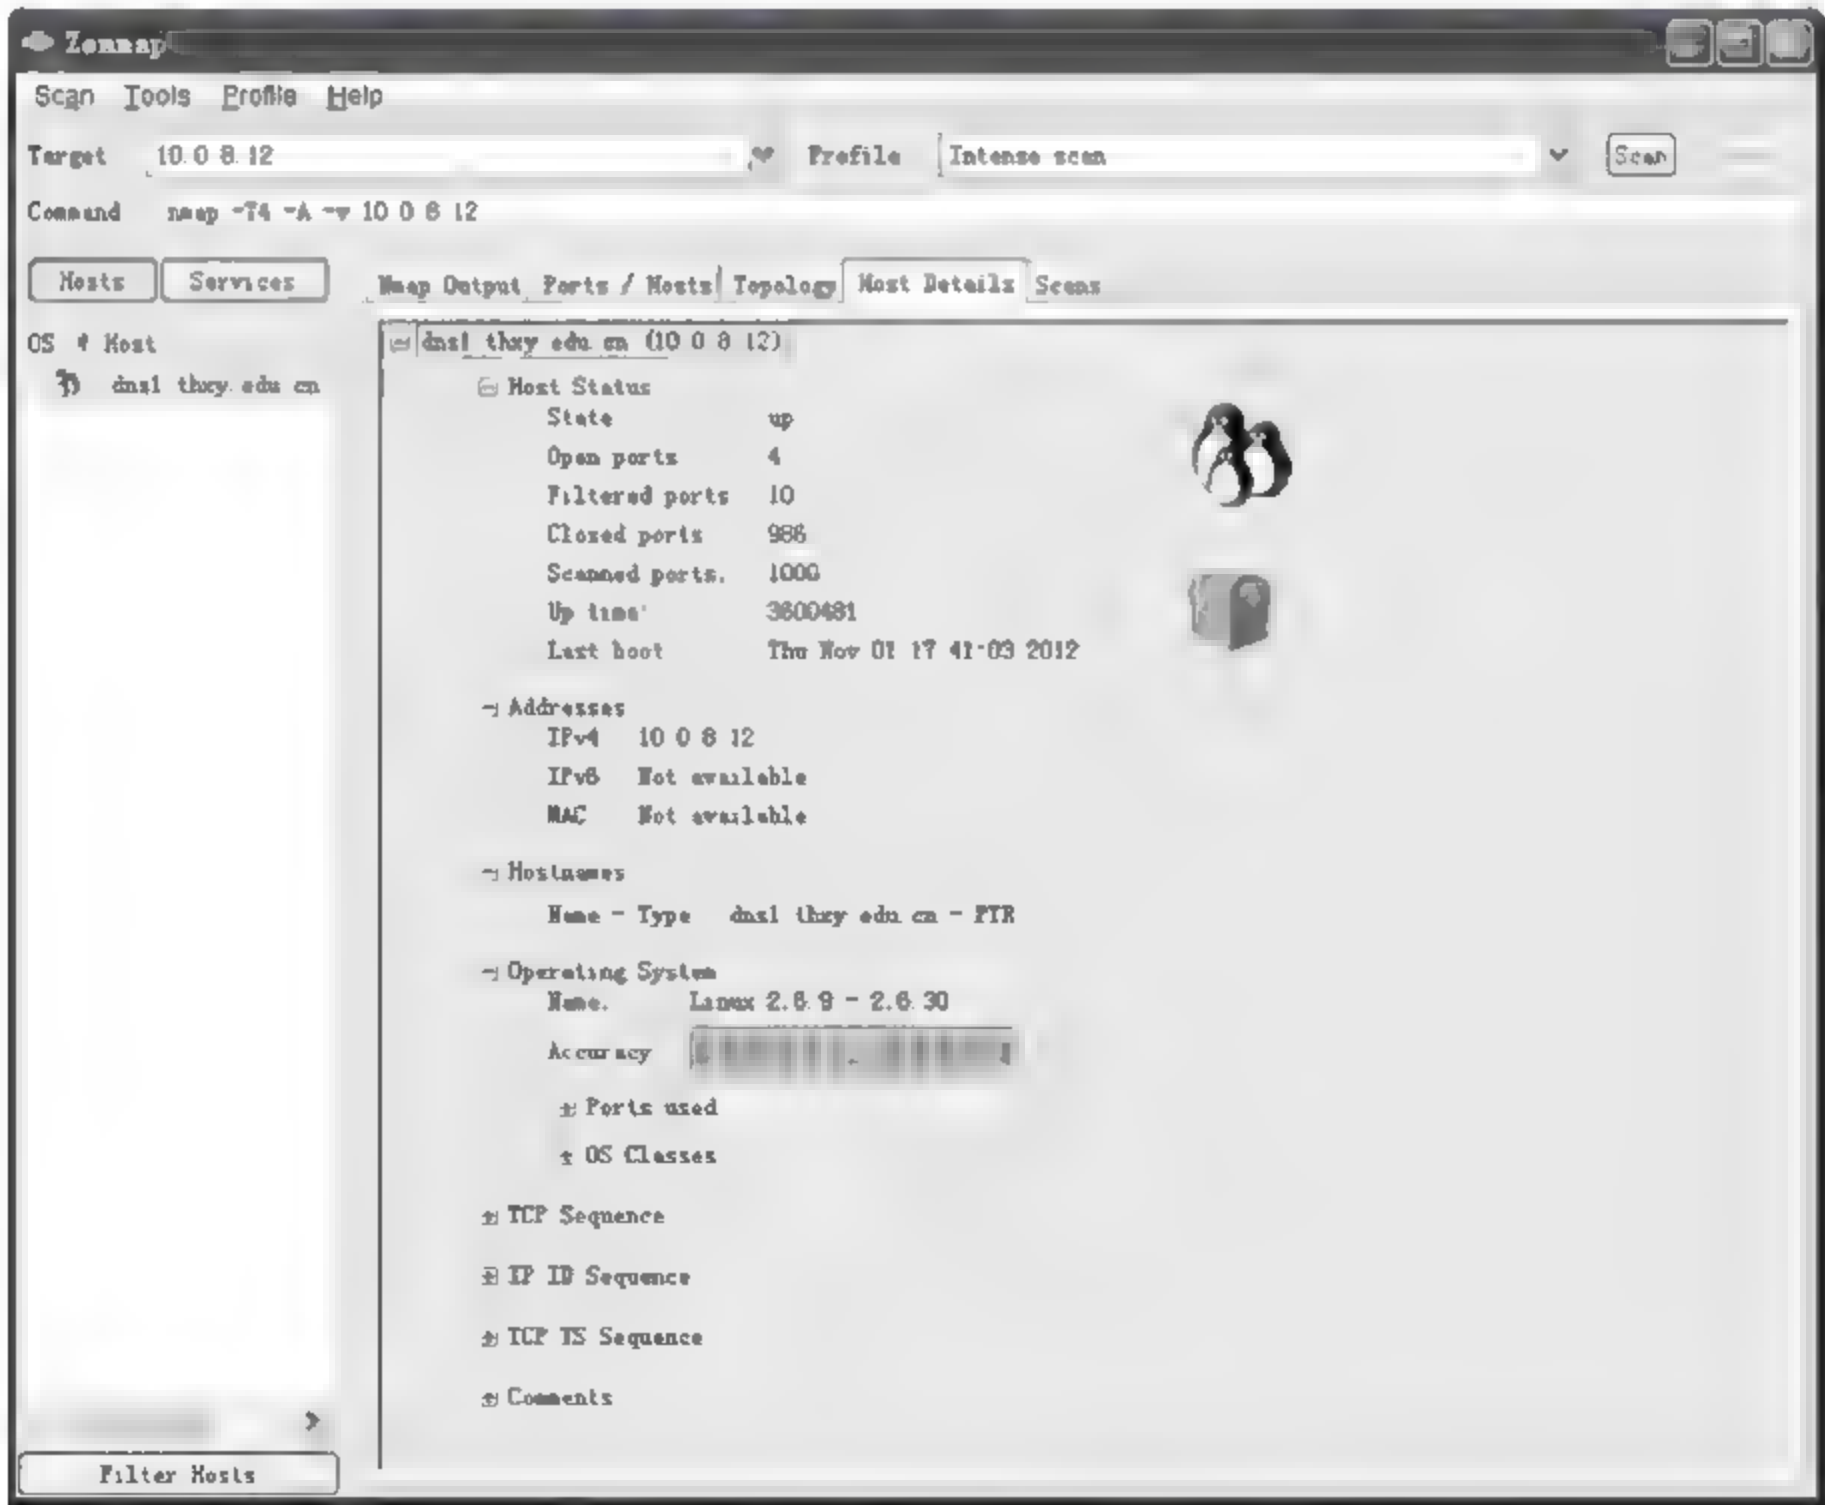 Zenmap
Scan Tools Profile Help
Target 10.0.8.12 Profile Intense scan Scan
Command nmap -T4 -A -v 10.0.8.12
Hosts Services Nmap Output Ports / Hosts Topology Host Details Scans
OS Host
dns1.thxy.edu.cn
dns1.thxy.edu.cn (10.0.8.12)
Host Status
State up
Open ports 4
Filtered ports 10
Closed ports 986
Scanned ports: 1000
Up time: 3600481
Last boot Thu Nov 01 17:41:03 2012
Addresses
IPv4 10.0.8.12
IPv6 Not available
MAC Not available
Hostnames
Name - Type dns1.thxy.edu.cn - PTR
Operating System
Name: Linux 2.6.9 - 2.6.30
Accuracy
Ports used
OS Classes
TCP Sequence
IP ID Sequence
TCP TS Sequence
Comments
Filter Hosts